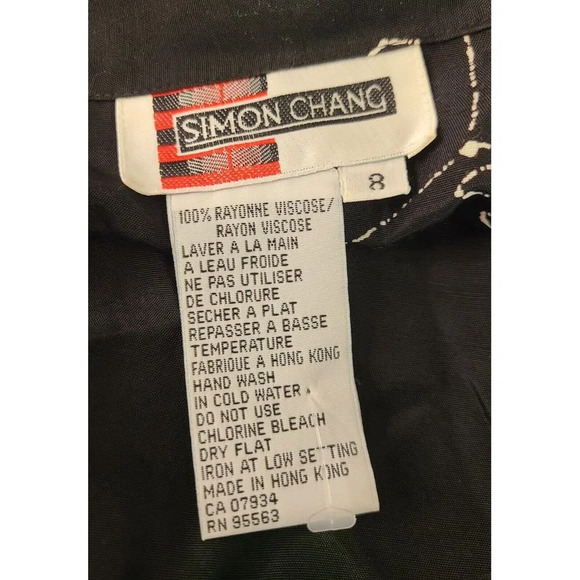 SIMON CHANG
8
100% RAYONNE VISCOSE/
RAYON VISCOSE
LAVER A LA MAIN
A LEAU FROIDE
NE PAS UTILISER
DE CHLORURE
SECHER A PLAT
REPASSER A BASSE
TEMPERATURE
FABRIQUE A HONG KONG
HAND WASH
IN COLD WATER
DO NOT USE
CHLORINE BLEACH
DRY FLAT
IRON AT LOW SETTING
MADE IN HONG KONG
CA 07934
RN 95563